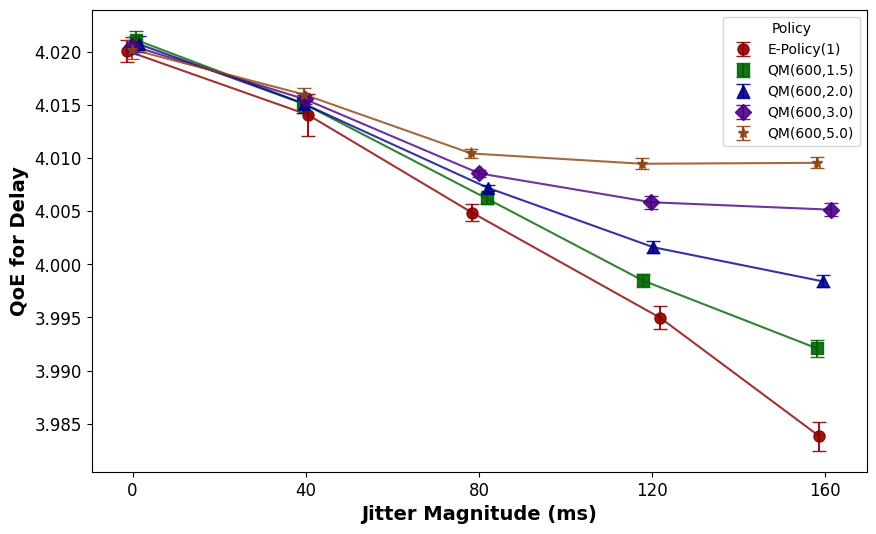 Policy
E-Policy(1)
QM(600,1.5)
QM(600,2.0)
QM(600,3.0)
QM(600,5.0)
QoE for Delay
4.020
4.015
4.010
4.005
4.000
3.995
3.990
3.985
0 40 80 120 160
Jitter Magnitude (ms)